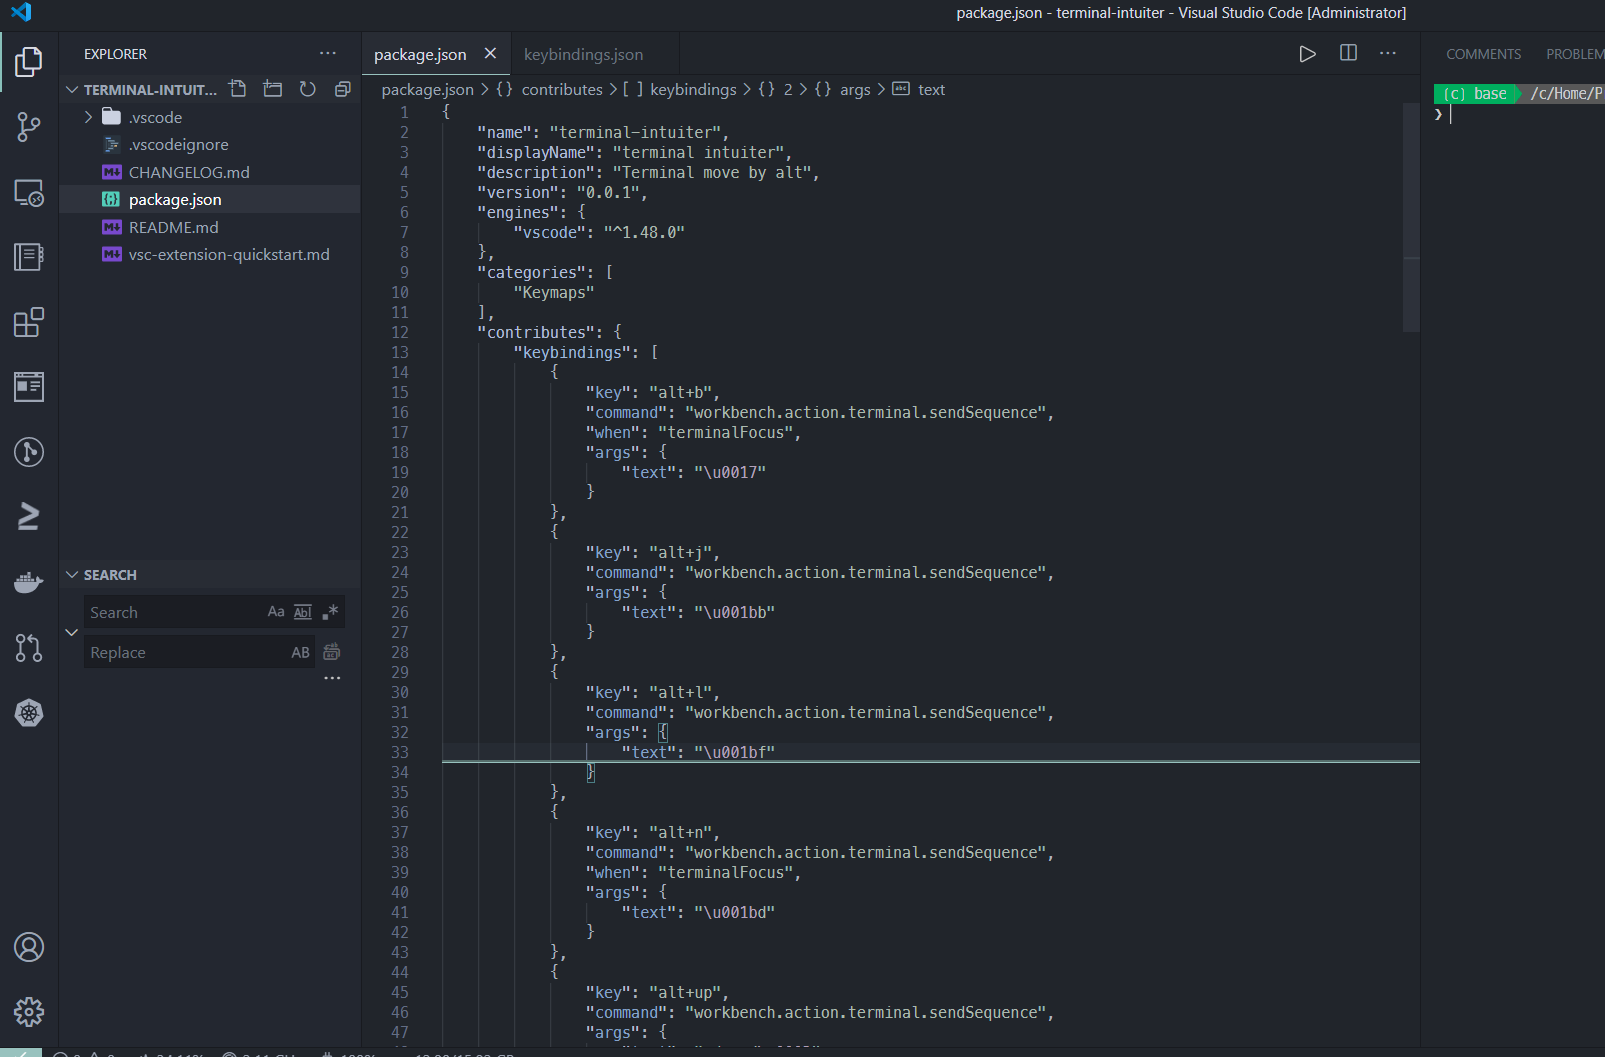 package.json - terminal-intuiter - Visual Studio Code [Administrator]
EXPLORER
TERMINAL-INTUIT...
.vscode
.vscodeignore
CHANGELOG.md
package.json
README.md
vsc-extension-quickstart.md
SEARCH
Search
Aa
Abl
.*
Replace
AB
package.json
keybindings.json
package.json > {} contributes > [ ] keybindings > {} 2 > {} args > abc text
1 {
2 "name": "terminal-intuiter",
3 "displayName": "terminal intuiter",
4 "description": "Terminal move by alt",
5 "version": "0.0.1",
6 "engines": {
7 "vscode": "^1.48.0"
8 },
9 "categories": [
10 "Keymaps"
11 ],
12 "contributes": {
13 "keybindings": [
14 {
15 "key": "alt+b",
16 "command": "workbench.action.terminal.sendSequence",
17 "when": "terminalFocus",
18 "args": {
19 "text": "\u0017"
20 }
21 },
22 {
23 "key": "alt+j",
24 "command": "workbench.action.terminal.sendSequence",
25 "args": {
26 "text": "\u001bb"
27 }
28 },
29 {
30 "key": "alt+l",
31 "command": "workbench.action.terminal.sendSequence",
32 "args": {
33 "text": "\u001bf"
34 }
35 },
36 {
37 "key": "alt+n",
38 "command": "workbench.action.terminal.sendSequence",
39 "when": "terminalFocus",
40 "args": {
41 "text": "\u001bd"
42 }
43 },
44 {
45 "key": "alt+up",
46 "command": "workbench.action.terminal.sendSequence",
47 "args": {
COMMENTS
PROBLEM
(c) base /c/Home/P
❯